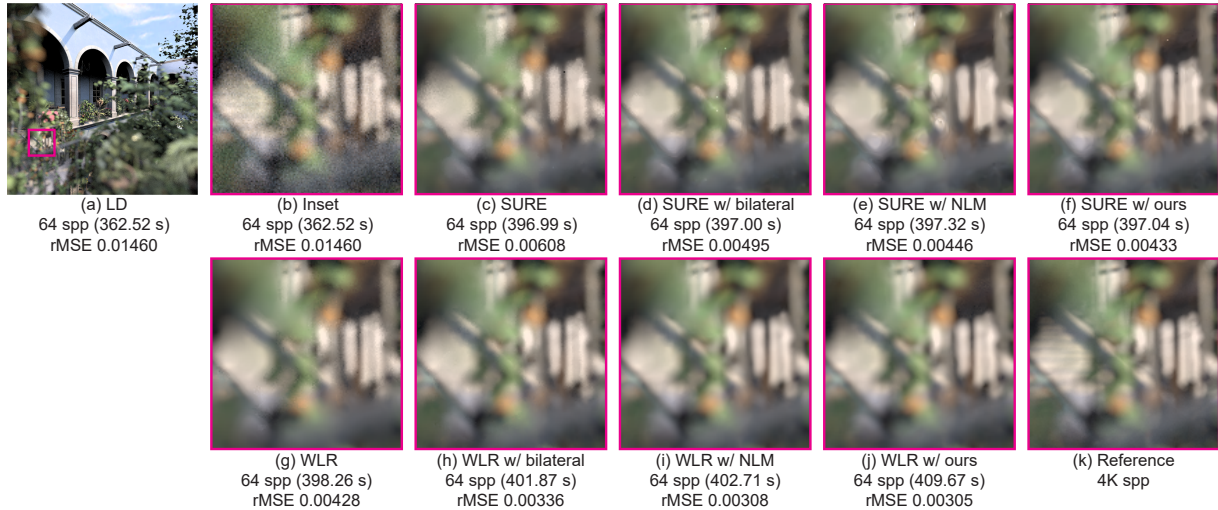 (a) LD
64 spp (362.52 s)
rMSE 0.01460
(b) Inset
64 spp (362.52 s)
rMSE 0.01460
(c) SURE
64 spp (396.99 s)
rMSE 0.00608
(d) SURE w/ bilateral
64 spp (397.00 s)
rMSE 0.00495
(e) SURE w/ NLM
64 spp (397.32 s)
rMSE 0.00446
(f) SURE w/ ours
64 spp (397.04 s)
rMSE 0.00433
(g) WLR
64 spp (398.26 s)
rMSE 0.00428
(h) WLR w/ bilateral
64 spp (401.87 s)
rMSE 0.00336
(i) WLR w/ NLM
64 spp (402.71 s)
rMSE 0.00308
(j) WLR w/ ours
64 spp (409.67 s)
rMSE 0.00305
(k) Reference
4K spp